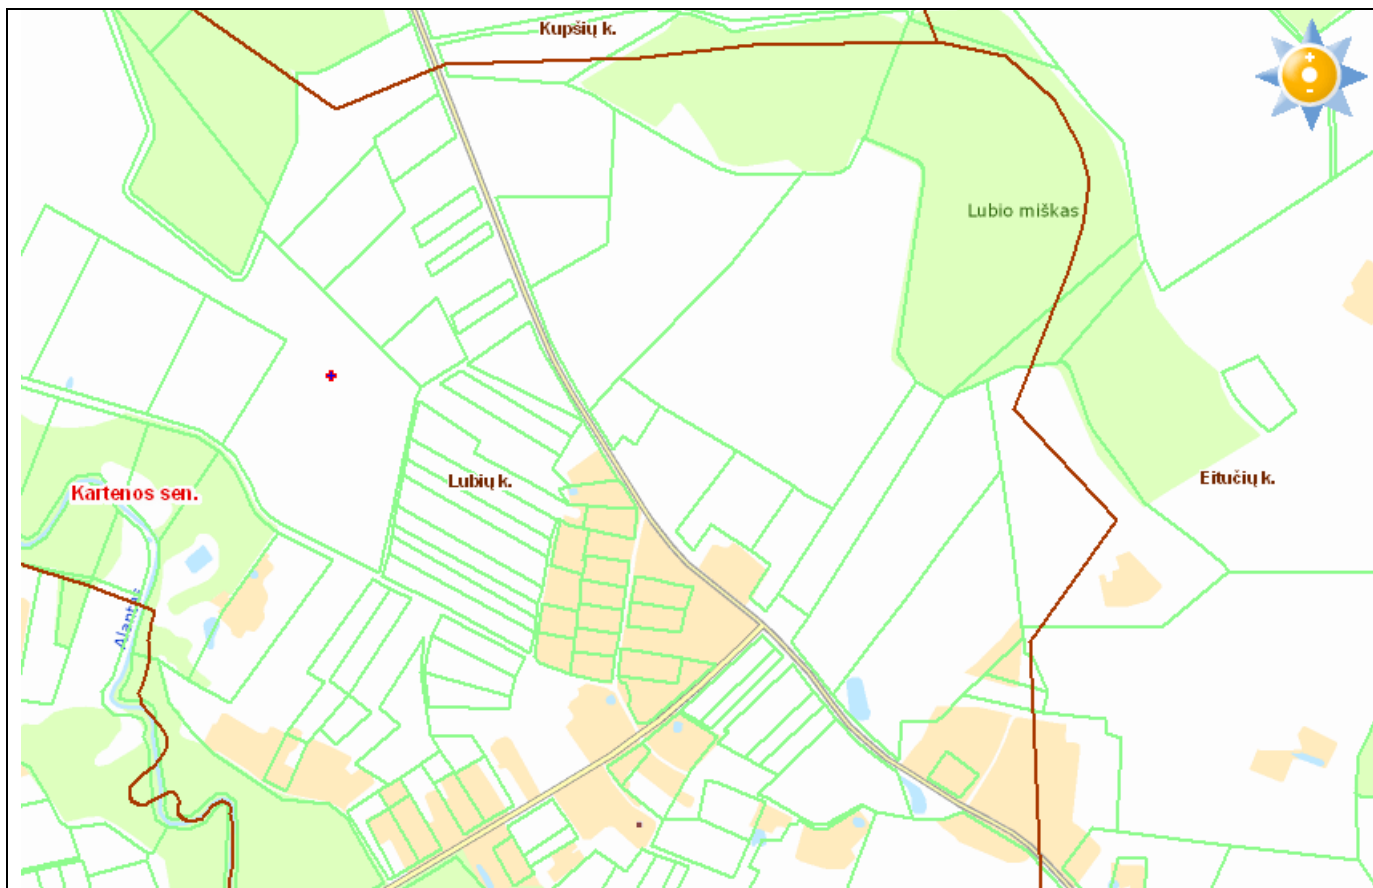 Kupšių k.
Lubio miškas
Lubių k.
Eitučių k.
Kartenos sen.
Alantas